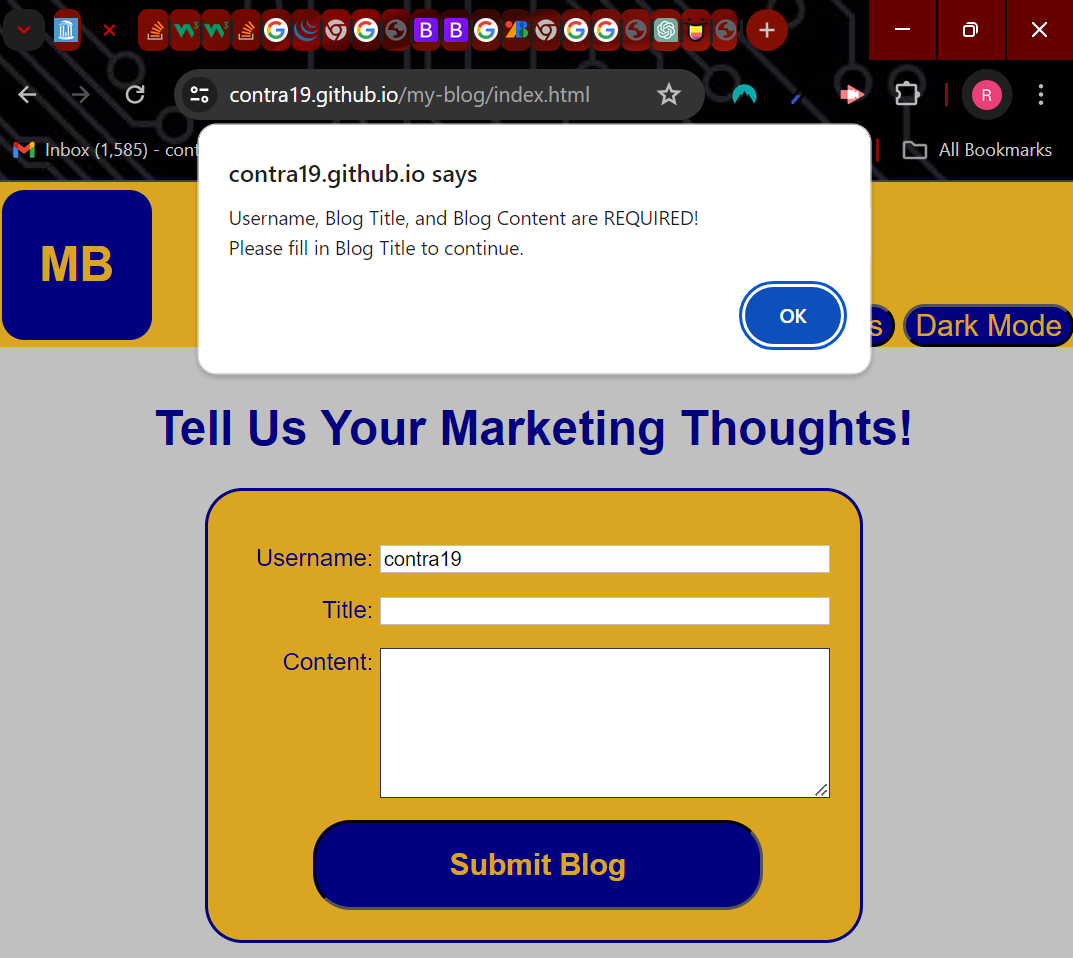 contra19.github.io/my-blog/index.html
R
Inbox (1,585) - cont
All Bookmarks
contra19.github.io says
Username, Blog Title, and Blog Content are REQUIRED!
Please fill in Blog Title to continue.
OK
MB
s
Dark Mode
Tell Us Your Marketing Thoughts!
Username: contra19
Title:
Content:
Submit Blog